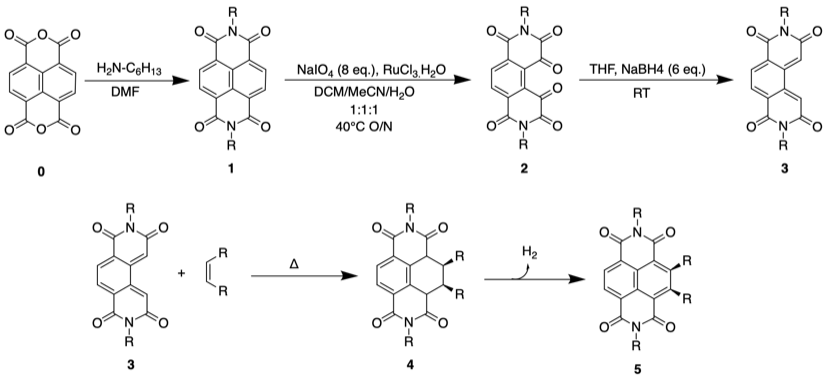 R R R R
O N O O N O O N O O N O
O O O O
O O O
H2N-C6H13 NaIO4 (8 eq.), RuCl3.H2O THF, NaBH4 (6 eq.)
DMF DCM/MeCN/H2O RT
1:1:1
40°C O/N
O O O
O O O O N O O N O O N O
R R R
0 1 2 3
R R R
O N O O N O O N O
R R R
+ Δ H2
R R R
O N O O N O O N O
R R R
3 4 5